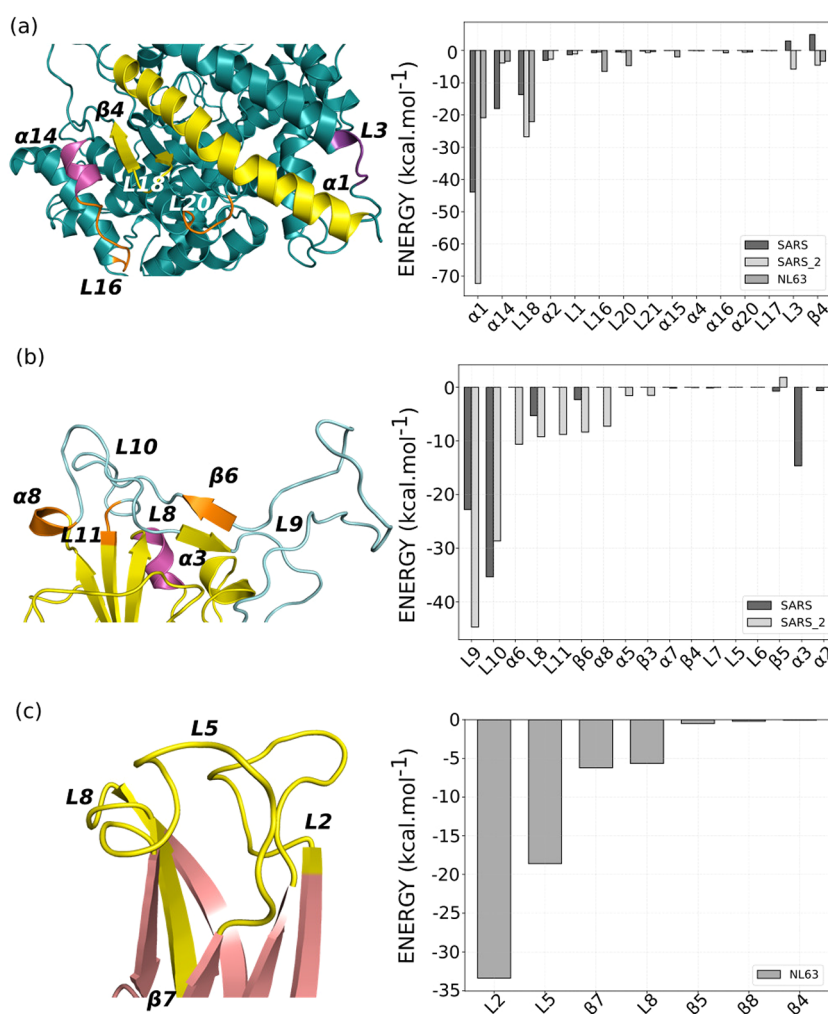 (a)
β4
α14
L3
L18
α1
L20
L16
ENERGY (kcal.mol⁻¹)
0
-10
-20
-30
-40
-50
-60
-70
SARS
SARS_2
NL63
α1 α14 L18 α2 L1 L16 L20 L21 α15 α4 α16 α20 L17 L3 β4
(b)
L10
β6
α8
L8
L9
L11
α3
ENERGY (kcal.mol⁻¹)
0
-10
-20
-30
-40
SARS
SARS_2
L9 L10 α6 L8 L11 β6 α8 α5 β3 α7 β4 L7 L5 L6 β5 α3 α2
(c)
L5
L8
L2
β7
ENERGY (kcal.mol⁻¹)
0
-5
-10
-15
-20
-25
-30
-35
NL63
L2 L5 β7 L8 β5 β8 β4